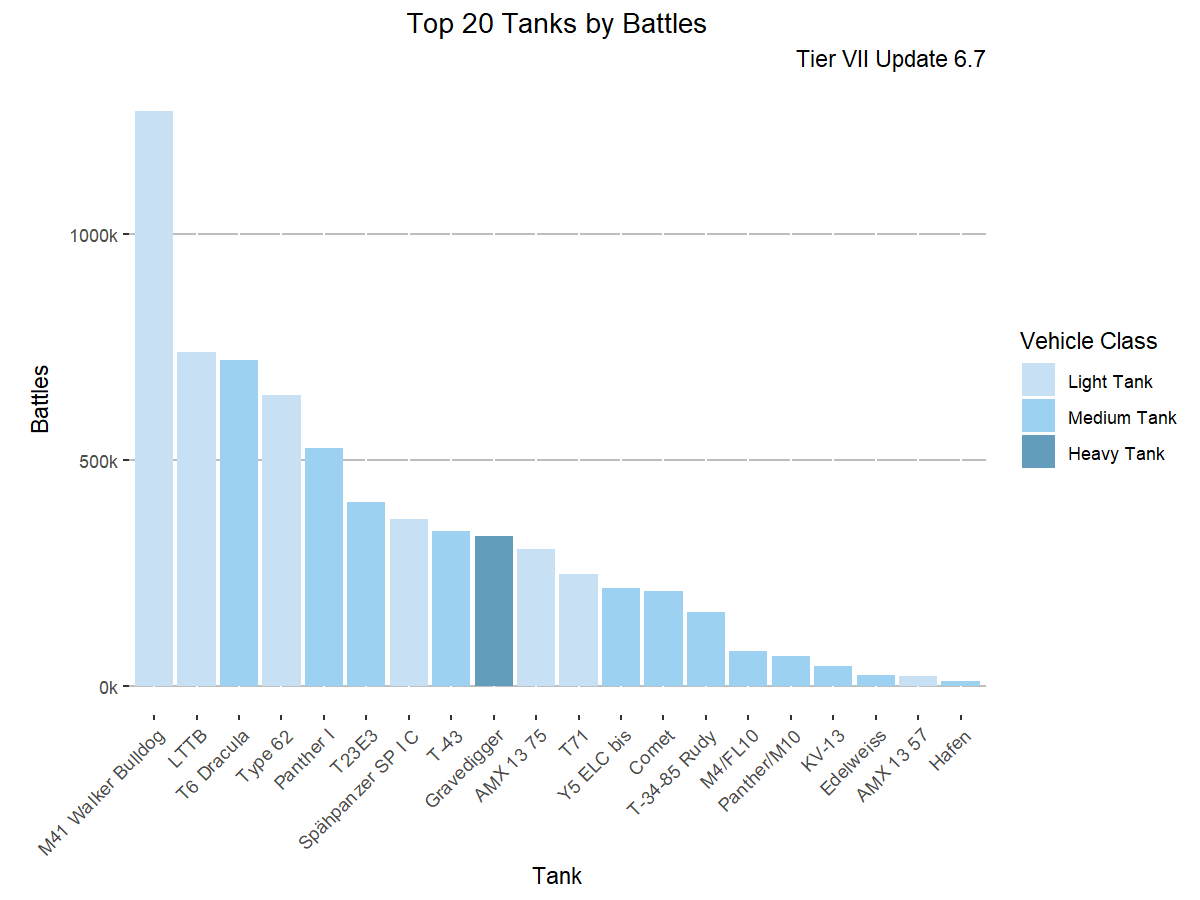 Top 20 Tanks by Battles
Tier VII Update 6.7
Battles
1000k
500k
0k
M41 Walker Bulldog
LTTB
T6 Dracula
Type 62
Panther I
T23E3
Spähpanzer SP I C
T-43
Gravedigger
AMX 13 75
T71
Y5 ELC bis
Comet
T-34-85 Rudy
M4/FL10
Panther/M10
KV-13
Edelweiss
AMX 13 57
Hafen
Tank
Vehicle Class
Light Tank
Medium Tank
Heavy Tank